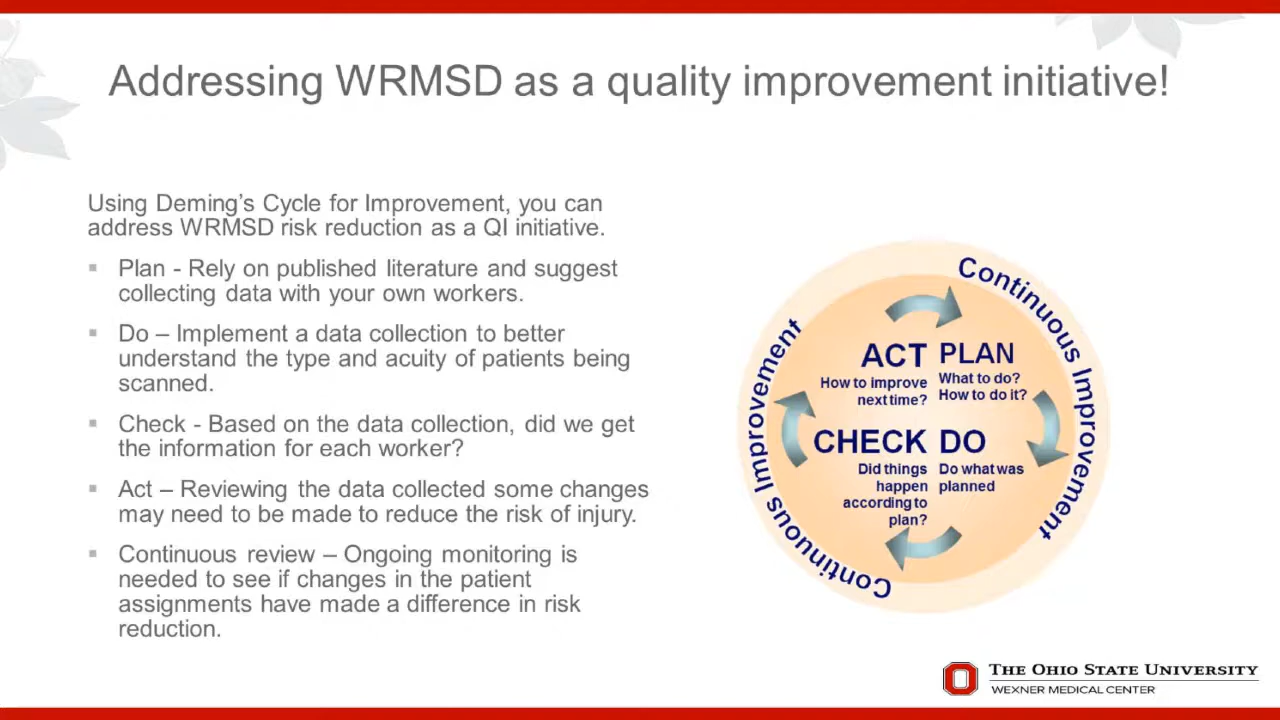 Addressing WRMSD as a quality improvement initiative!
Using Deming's Cycle for Improvement, you can
address WRMSD risk reduction as a QI initiative.
▪ Plan - Rely on published literature and suggest
collecting data with your own workers.
▪ Do – Implement a data collection to better
understand the type and acuity of patients being
scanned.
▪ Check - Based on the data collection, did we get
the information for each worker?
▪ Act – Reviewing the data collected some changes
may need to be made to reduce the risk of injury.
▪ Continuous review – Ongoing monitoring is
needed to see if changes in the patient
assignments have made a difference in risk
reduction.
Continuous Improvement
Continuous Improvement
ACT
How to improve
next time?
PLAN
What to do?
How to do it?
CHECK
Did things
happen
according to
plan?
DO
Do what was
planned
THE OHIO STATE UNIVERSITY
WEXNER MEDICAL CENTER